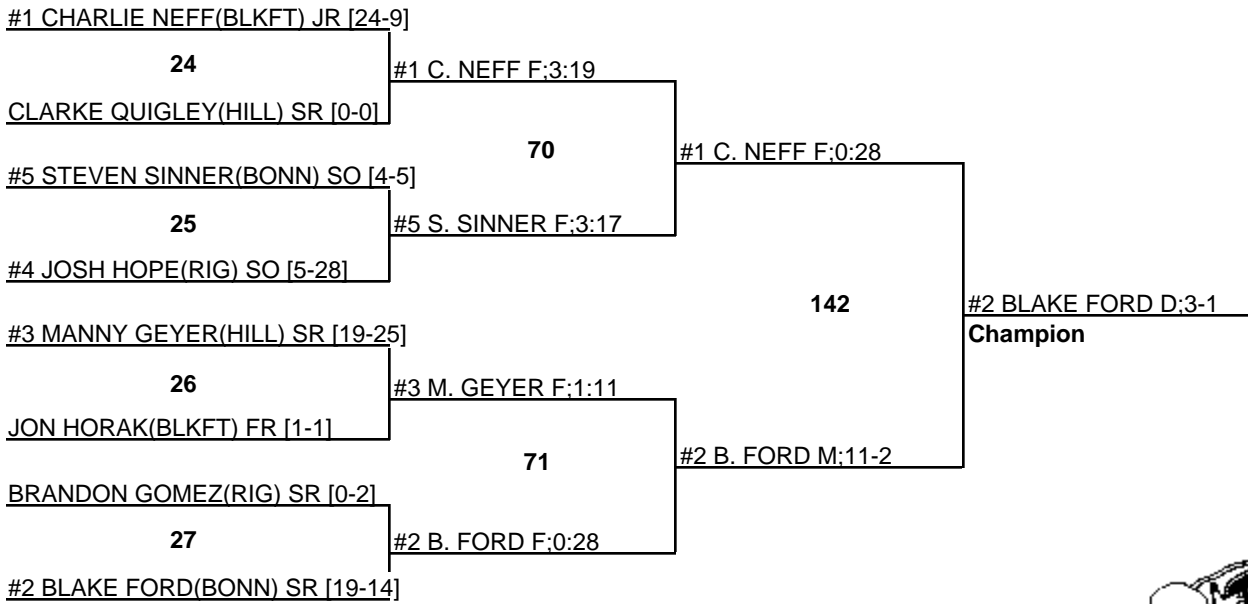 #1 CHARLIE NEFF(BLKFT) JR [24-9]
24
#1 C. NEFF F;3:19
CLARKE QUIGLEY(HILL) SR [0-0]
70
#1 C. NEFF F;0:28
#5 STEVEN SINNER(BONN) SO [4-5]
25
#5 S. SINNER F;3:17
#4 JOSH HOPE(RIG) SO [5-28]
142
#2 BLAKE FORD D;3-1
Champion
#3 MANNY GEYER(HILL) SR [19-25]
26
#3 M. GEYER F;1:11
JON HORAK(BLKFT) FR [1-1]
71
#2 B. FORD M;11-2
BRANDON GOMEZ(RIG) SR [0-2]
27
#2 B. FORD F;0:28
#2 BLAKE FORD(BONN) SR [19-14]